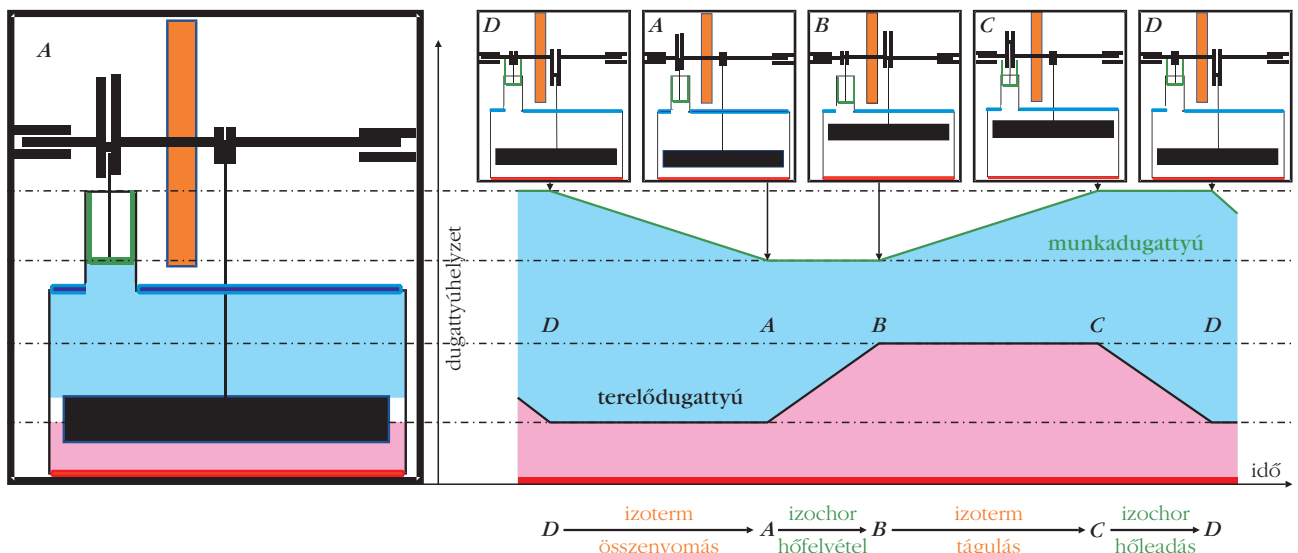 A
D
A
B
C
D
dugattyúhelyzet
munkadugattyú
D
A
B
C
D
terelődugattyú
idő
izoterm
izochor
izoterm
izochor
D
A
B
C
D
összenyomás
hőfelvétel
tágulás
hőleadás